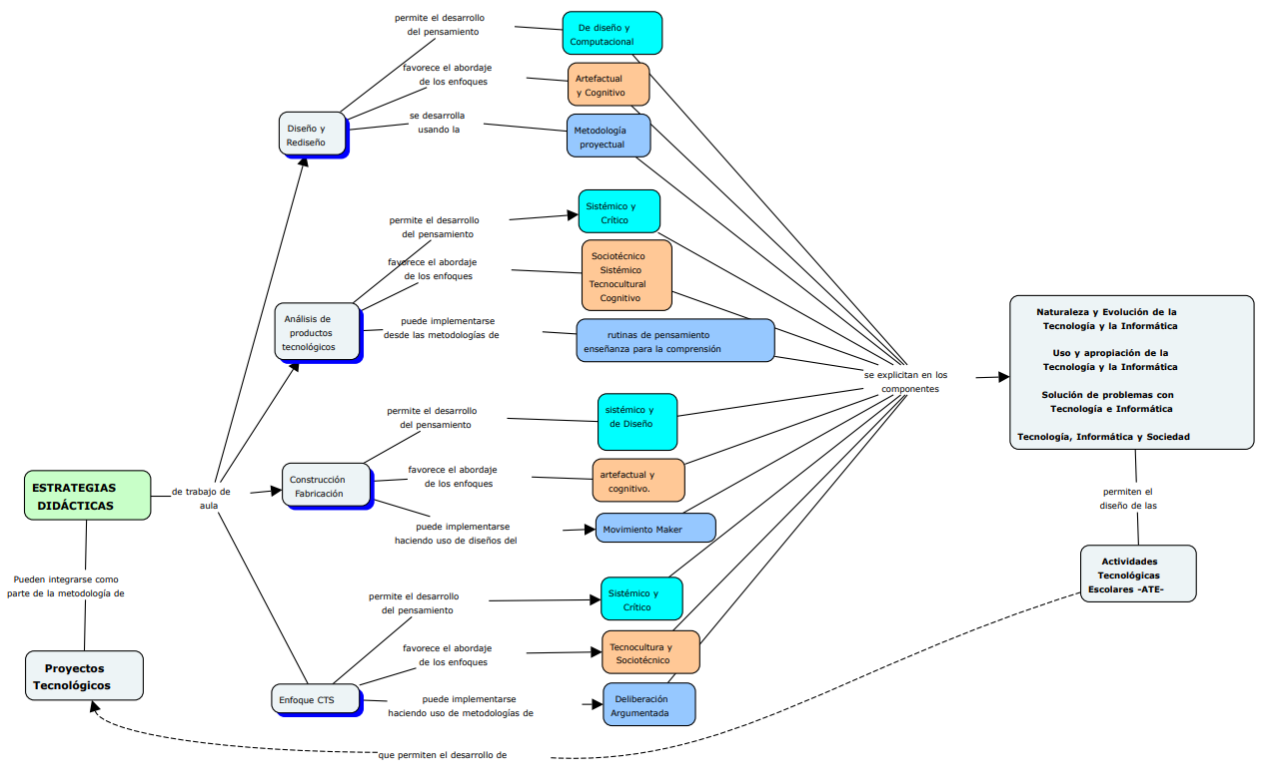 permite el desarrollo
del pensamiento
De diseño y
Computacional
favorece el abordaje
de los enfoques
Artefactual
y Cognitivo
Diseño y
Rediseño
se desarrolla
usando la
Metodología
proyectual
permite el desarrollo
del pensamiento
Sistémico y
Crítico
favorece el abordaje
de los enfoques
Sociotécnico
Sistémico
Tecnocultural
Cognitivo
Análisis de
productos
tecnológicos
puede implementarse
desde las metodologías de
rutinas de pensamiento
enseñanza para la comprensión
permite el desarrollo
del pensamiento
sistémico y
de Diseño
Construcción
Fabricación
favorece el abordaje
de los enfoques
artefactual y
cognitivo.
puede implementarse
haciendo uso de diseños del
Movimiento Maker
permite el desarrollo
del pensamiento
Sistémico y
Crítico
favorece el abordaje
de los enfoques
Tecnocultura y
Sociotécnico
Enfoque CTS
puede implementarse
haciendo uso de metodologías de
Deliberación
Argumentada
ESTRATEGIAS
DIDÁCTICAS
de trabajo de
aula
Pueden integrarse como
parte de la metodología de
Proyectos
Tecnológicos
se explicitan en los
componentes
Naturaleza y Evolución de la
Tecnología y la Informática
Uso y apropiación de la
Tecnología y la Informática
Solución de problemas con
Tecnología e Informática
Tecnología, Informática y Sociedad
permiten el
diseño de las
Actividades
Tecnológicas
Escolares -ATE-
que permiten el desarrollo de